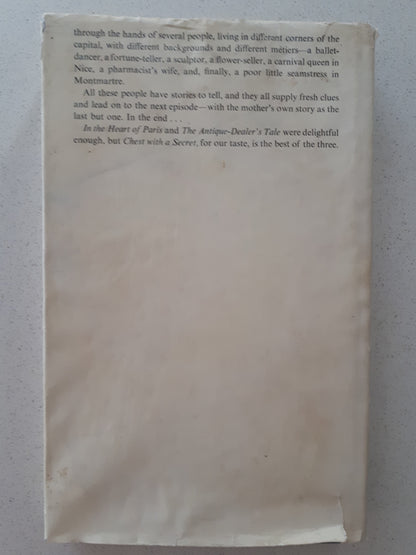 through the hands of several people, living in different corners of the
capital, with different backgrounds and different métiers—a ballet-
dancer, a fortune-teller, a sculptor, a flower-seller, a carnival queen in
Nice, a pharmacist's wife, and, finally, a poor little seamstress in
Montmartre.
All these people have stories to tell, and they all supply fresh clues
and lead on to the next episode—with the mother's own story as the
last but one. In the end . . .
In the Heart of Paris and The Antique-Dealer's Tale were delightful
enough, but Chest with a Secret, for our taste, is the best of the three.